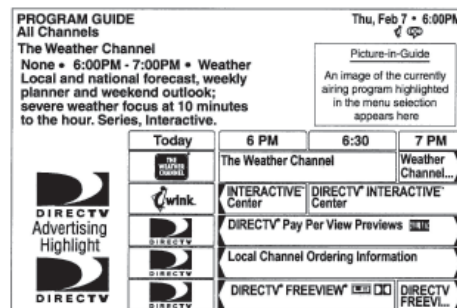 PROGRAM GUIDE
Thu, Feb 7 • 6:00PM
All Channels
The Weather Channel
None • 6:00PM - 7:00PM • Weather
Local and national forecast, weekly
planner and weekend outlook;
severe weather focus at 10 minutes
to the hour. Series, Interactive.
Picture-in-Guide
An image of the currently
airing program highlighted
in the menu selection
appears here
Today 6 PM 6:30 7 PM
THE
WEATHER
CHANNEL
The Weather Channel
Weather
Channel...
wink.
INTERACTIVE
Center
DIRECTV INTERACTIVE
Center
DIRECTV
Advertising
Highlight
DIRECTV
DIRECTV
DIRECTV Pay Per View Previews
DIRECTV
Local Channel Ordering Information
DIRECTV
DIRECTV FREEVIEW
DIRECTV
FREEVI...